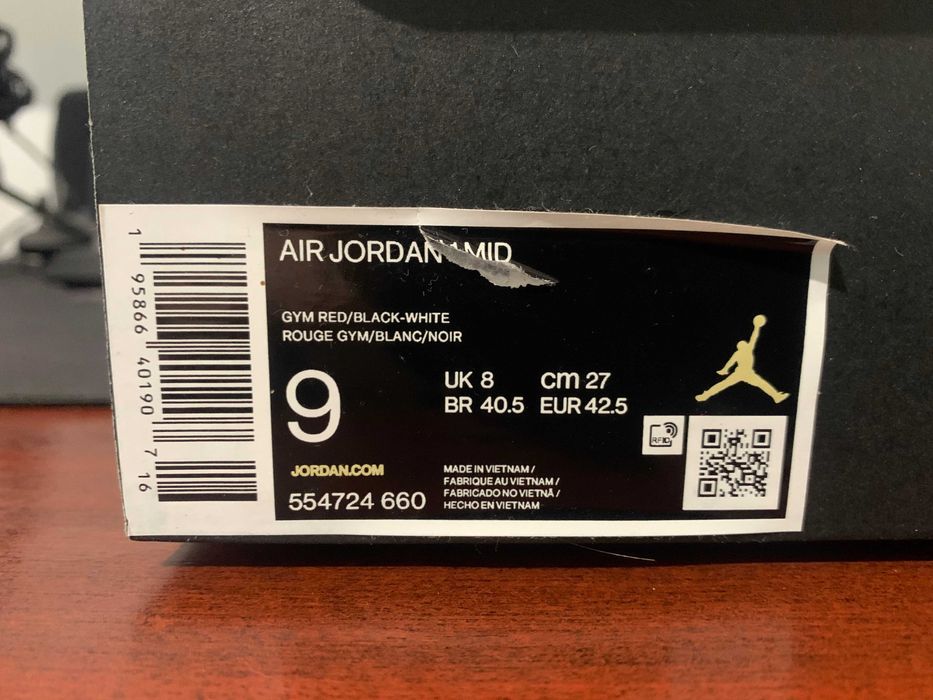 AIR JORDAN 1 MID
GYM RED/BLACK-WHITE
ROUGE GYM/BLANC/NOIR
9
UK 8 cm 27
BR 40.5 EUR 42.5
RFID
JORDAN.COM
554724 660
MADE IN VIETNAM /
FABRIQUE AU VIETNAM /
FABRICADO NO VIETNÃ /
HECHO EN VIETNAM
1 95866 40190 7 16